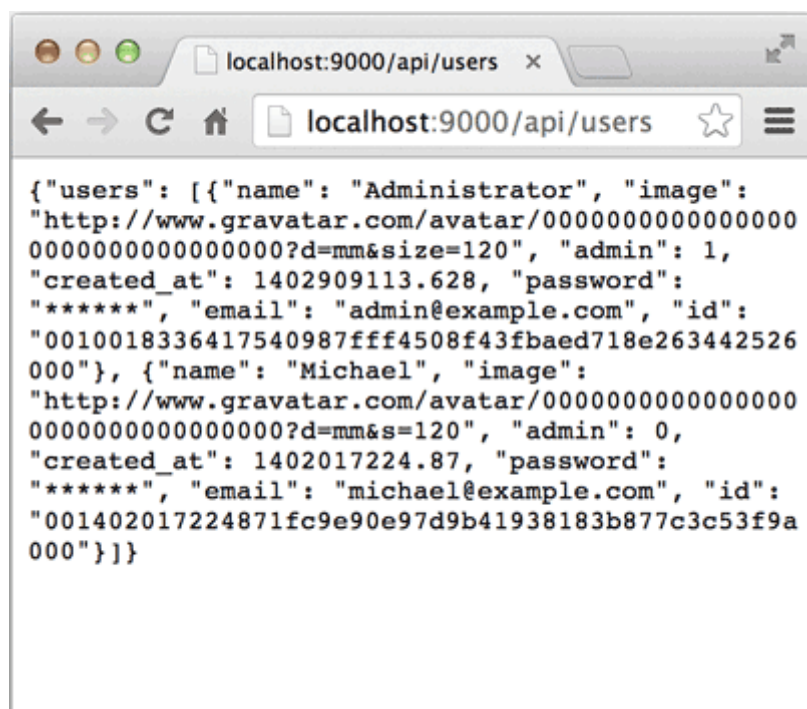 localhost:9000/api/users
localhost:9000/api/users
{"users": [{"name": "Administrator", "image":
"http://www.gravatar.com/avatar/0000000000000000
0000000000000000?d=mm&size=120", "admin": 1,
"created_at": 1402909113.628, "password":
"******", "email": "admin@example.com", "id":
"0010018336417540987fff4508f43fbaed718e263442526
000"}, {"name": "Michael", "image":
"http://www.gravatar.com/avatar/0000000000000000
0000000000000000?d=mm&s=120", "admin": 0,
"created_at": 1402017224.87, "password":
"******", "email": "michael@example.com", "id":
"001402017224871fc9e90e97d9b41938183b877c3c53f9a
000"}]}